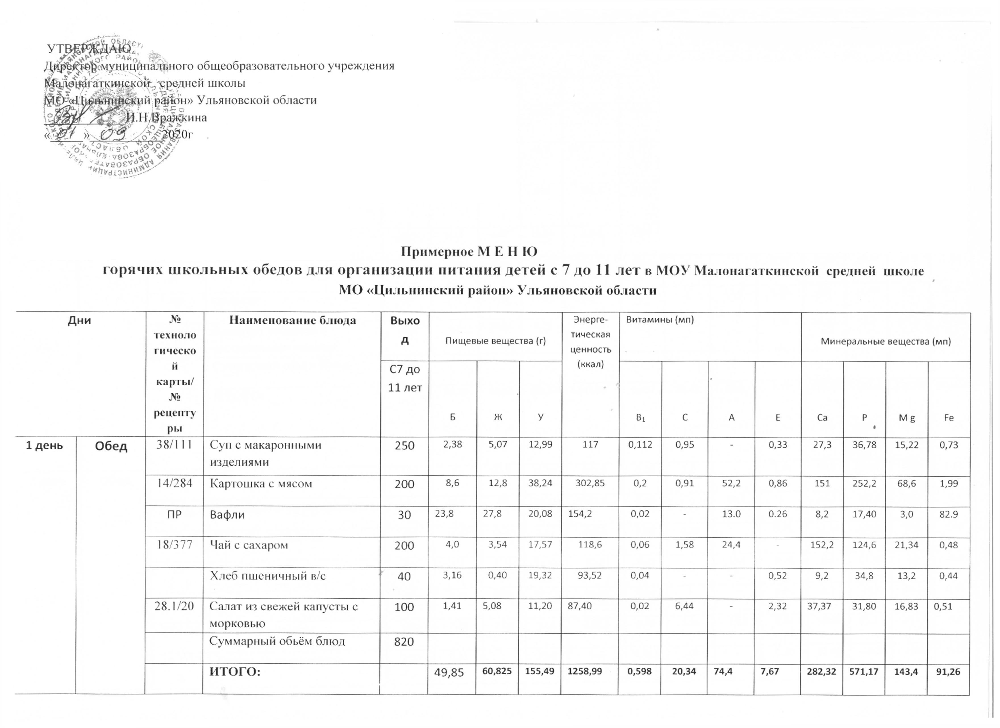 УТВЕРЖДАЮ
Директор муниципального общеобразовательного учреждения
Малонагаткинской средней школы
МО «Цильнинский район» Ульяновской области
И.Н.Вражкина
« 01 » 09 2020г
Примерное М Е Н Ю
горячих школьных обедов для организации питания детей с 7 до 11 лет в МОУ Малонагаткинской средней школе
МО «Цильнинский район» Ульяновской области
Дни
№
техноло
гическо
й
карты/
№
рецепту
ры
Наименование блюда
Выхо
д
С7 до
11 лет
Пищевые вещества (г)
Б Ж У
Энерге-
тическая
ценность
(ккал)
Витамины (мп)
В₁ С А Е
Минеральные вещества (мп)
Са Р М g Fe
1 день Обед 38/111 Суп с макаронными 250 2,38 5,07 12,99 117 0,112 0,95 - 0,33 27,3 36,78 15,22 0,73
изделиями
14/284 Картошка с мясом 200 8,6 12,8 38,24 302,85 0,2 0,91 52,2 0,86 151 252,2 68,6 1,99
ПР Вафли 30 23,8 27,8 20,08 154,2 0,02 - 13.0 0.26 8,2 17,40 3,0 82.9
18/377 Чай с сахаром 200 4,0 3,54 17,57 118,6 0,06 1,58 24,4 - 152,2 124,6 21,34 0,48
Хлеб пшеничный в/с 40 3,16 0,40 19,32 93,52 0,04 - - 0,52 9,2 34,8 13,2 0,44
28.1/20 Салат из свежей капусты с 100 1,41 5,08 11,20 87,40 0,02 6,44 - 2,32 37,37 31,80 16,83 0,51
морковью
Суммарный обьём блюд 820
ИТОГО: 49,85 60,825 155,49 1258,99 0,598 20,34 74,4 7,67 282,32 571,17 143,4 91,26